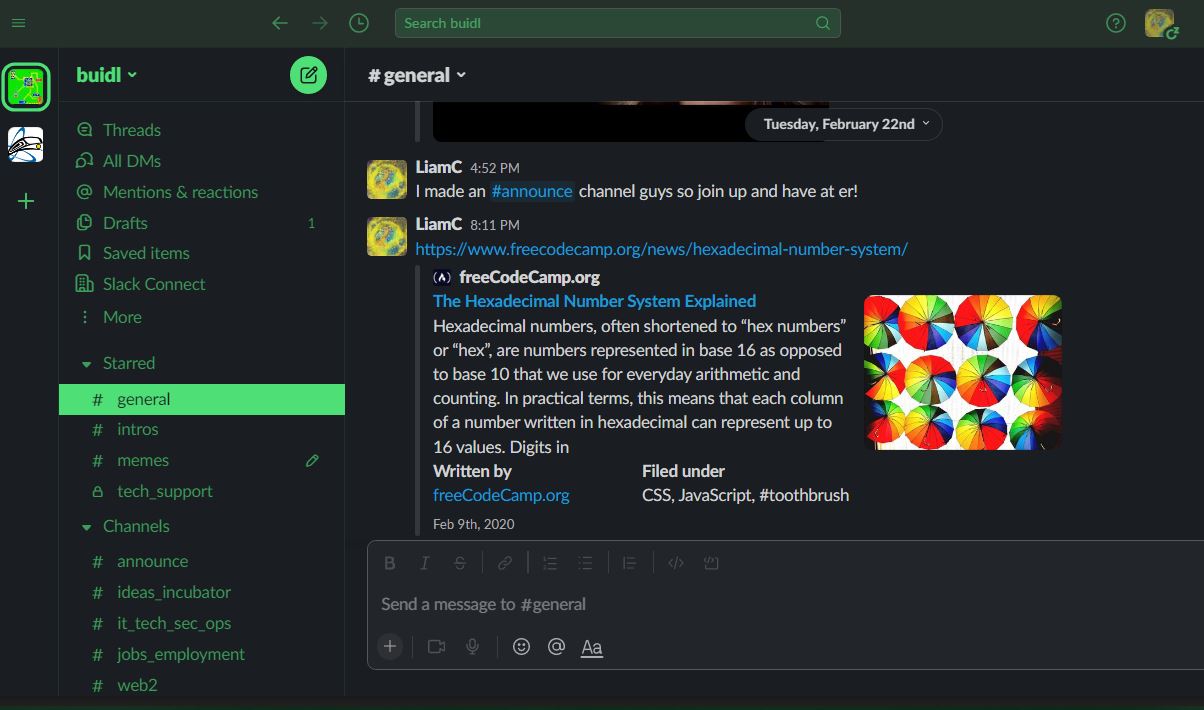 Search buidl
buidl
# general
Threads
All DMs
Mentions & reactions
Drafts 1
Saved items
Slack Connect
More
Starred
# general
# intros
# memes
tech_support
Channels
# announce
# ideas_incubator
# it_tech_sec_ops
# jobs_employment
# web2
Tuesday, February 22nd
LiamC 4:52 PM
I made an #announce channel guys so join up and have at er!
LiamC 8:11 PM
https://www.freecodecamp.org/news/hexadecimal-number-system/
freeCodeCamp.org
The Hexadecimal Number System Explained
Hexadecimal numbers, often shortened to “hex numbers”
or “hex”, are numbers represented in base 16 as opposed
to base 10 that we use for everyday arithmetic and
counting. In practical terms, this means that each column
of a number written in hexadecimal can represent up to
16 values. Digits in
Written by Filed under
freeCodeCamp.org CSS, JavaScript, #toothbrush
Feb 9th, 2020
B I S
Send a message to #general
+ @ Aa